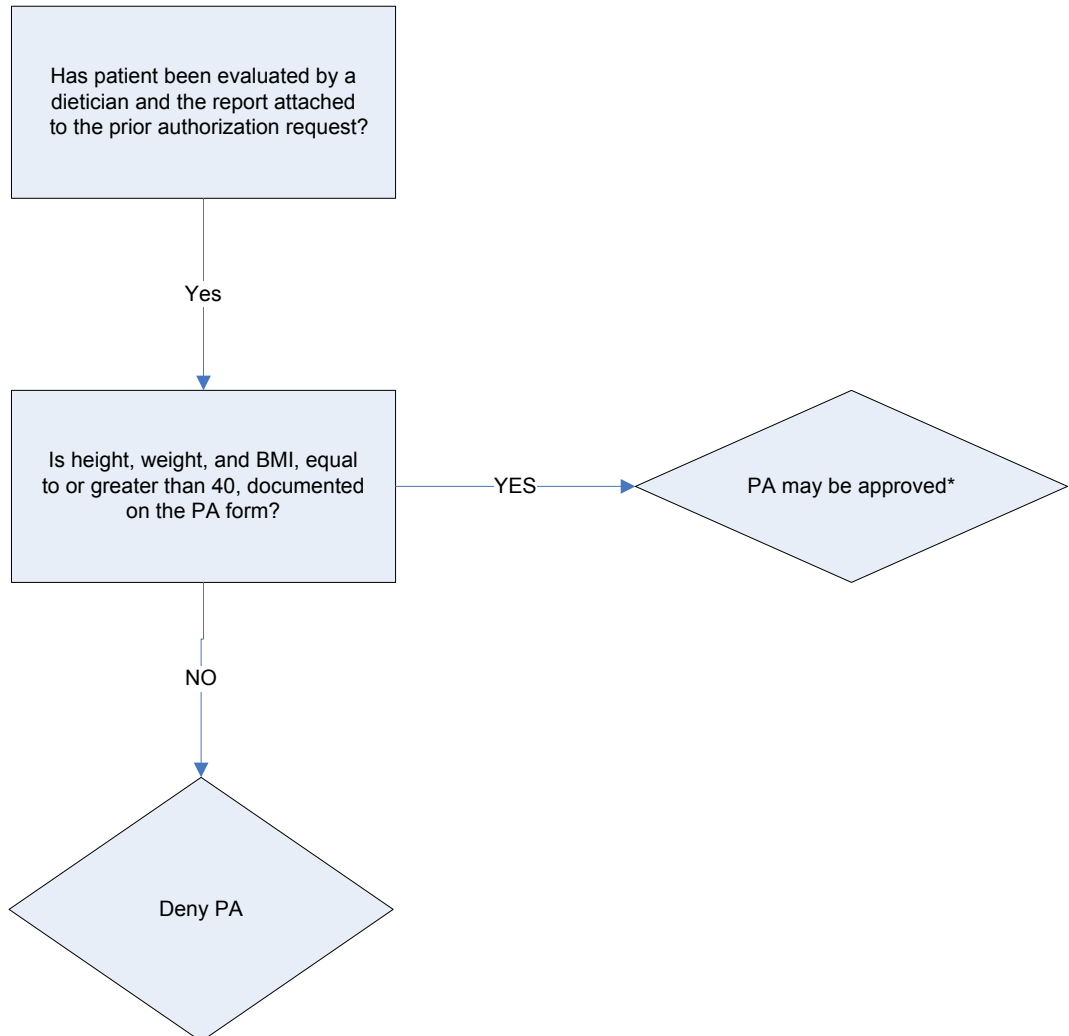 Has patient been evaluated by a
dietician and the report attached
to the prior authorization request?
Yes
Is height, weight, and BMI, equal
to or greater than 40, documented
on the PA form?
YES
PA may be approved*
NO
Deny PA